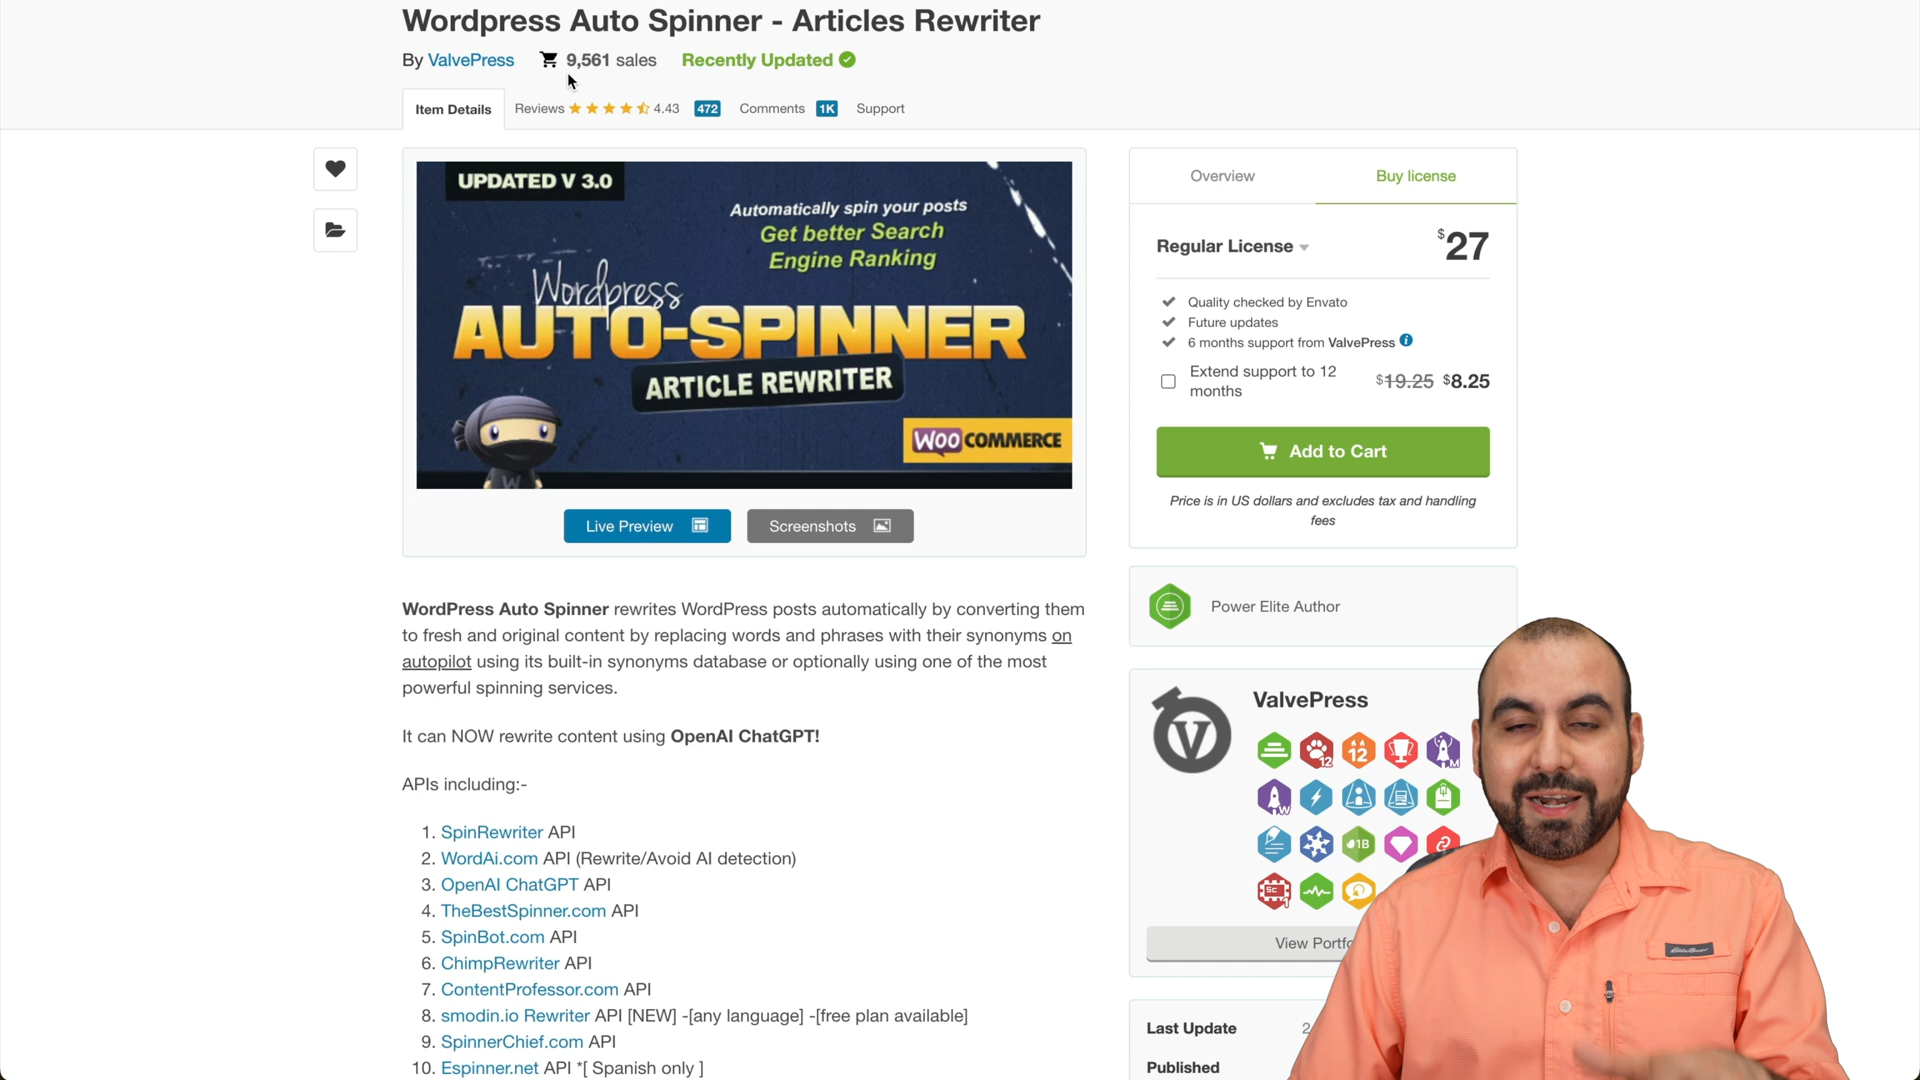 Wordpress Auto Spinner - Articles Rewriter
By ValvePress 9,561 sales Recently Updated
Item Details Reviews 4.43 472 Comments 1K Support
UPDATED V 3.0
Automatically spin your posts
Get better Search
Engine Ranking
Wordpress
AUTO-SPINNER
ARTICLE REWRITER
WOOCOMMERCE
W
Live Preview Screenshots
WordPress Auto Spinner rewrites WordPress posts automatically by converting them
to fresh and original content by replacing words and phrases with their synonyms on
autopilot using its built-in synonyms database or optionally using one of the most
powerful spinning services.
It can NOW rewrite content using OpenAI ChatGPT!
APIs including:-
1. SpinRewriter API
2. WordAi.com API (Rewrite/Avoid AI detection)
3. OpenAI ChatGPT API
4. TheBestSpinner.com API
5. SpinBot.com API
6. ChimpRewriter API
7. ContentProfessor.com API
8. smodin.io Rewriter API [NEW] -[any language] -[free plan available]
9. SpinnerChief.com API
10. Espinner.net API *[ Spanish only ]
Overview Buy license
Regular License $27
Quality checked by Envato
Future updates
6 months support from ValvePress
Extend support to 12 $19.25 $8.25
months
Add to Cart
Price is in US dollars and excludes tax and handling
fees
Power Elite Author
V
ValvePress
12 12 M
W
1B
5c 1
View Portfo
Eddie Bauer
Last Update 2
Published